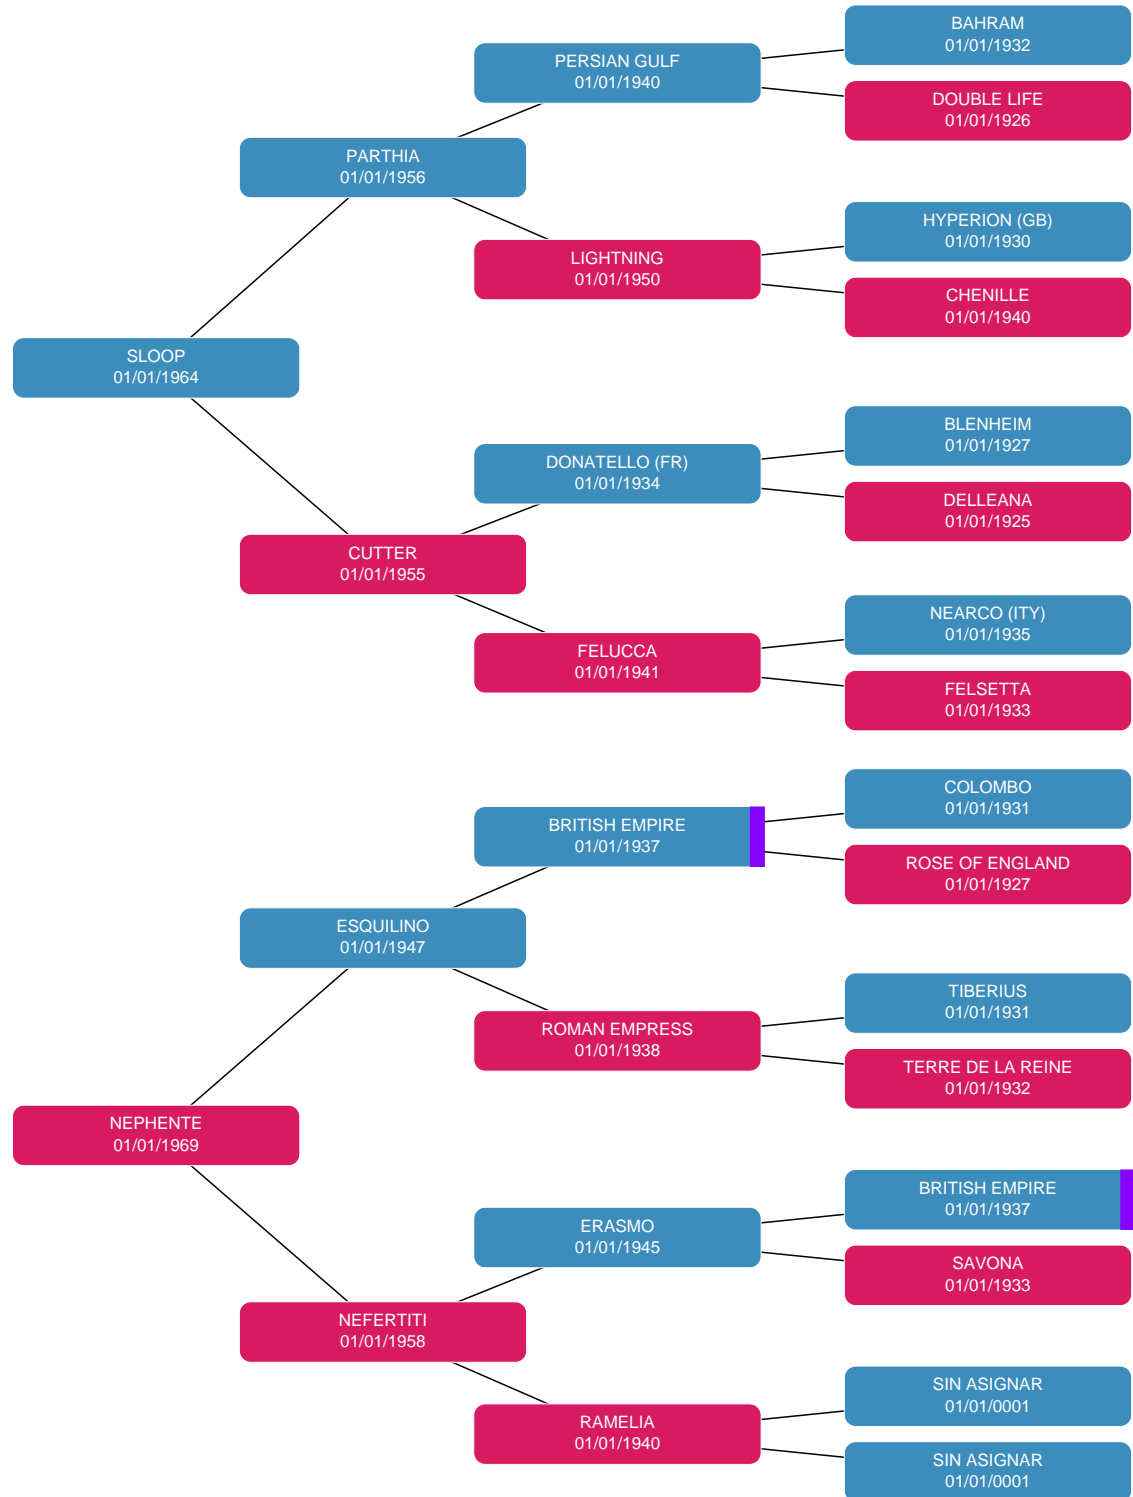 BAHRAM
01/01/1932
PERSIAN GULF
01/01/1940
DOUBLE LIFE
01/01/1926
PARTHIA
01/01/1956
HYPERION (GB)
01/01/1930
LIGHTNING
01/01/1950
CHENILLE
01/01/1940
SLOOP
01/01/1964
BLENHEIM
01/01/1927
DONATELLO (FR)
01/01/1934
DELLEANA
01/01/1925
CUTTER
01/01/1955
NEARCO (ITY)
01/01/1935
FELUCCA
01/01/1941
FELSETTA
01/01/1933
COLOMBO
01/01/1931
BRITISH EMPIRE
01/01/1937
ROSE OF ENGLAND
01/01/1927
ESQUILINO
01/01/1947
TIBERIUS
01/01/1931
ROMAN EMPRESS
01/01/1938
TERRE DE LA REINE
01/01/1932
NEPHENTE
01/01/1969
BRITISH EMPIRE
01/01/1937
ERASMO
01/01/1945
SAVONA
01/01/1933
NEFERTITI
01/01/1958
SIN ASIGNAR
01/01/0001
RAMELIA
01/01/1940
SIN ASIGNAR
01/01/0001